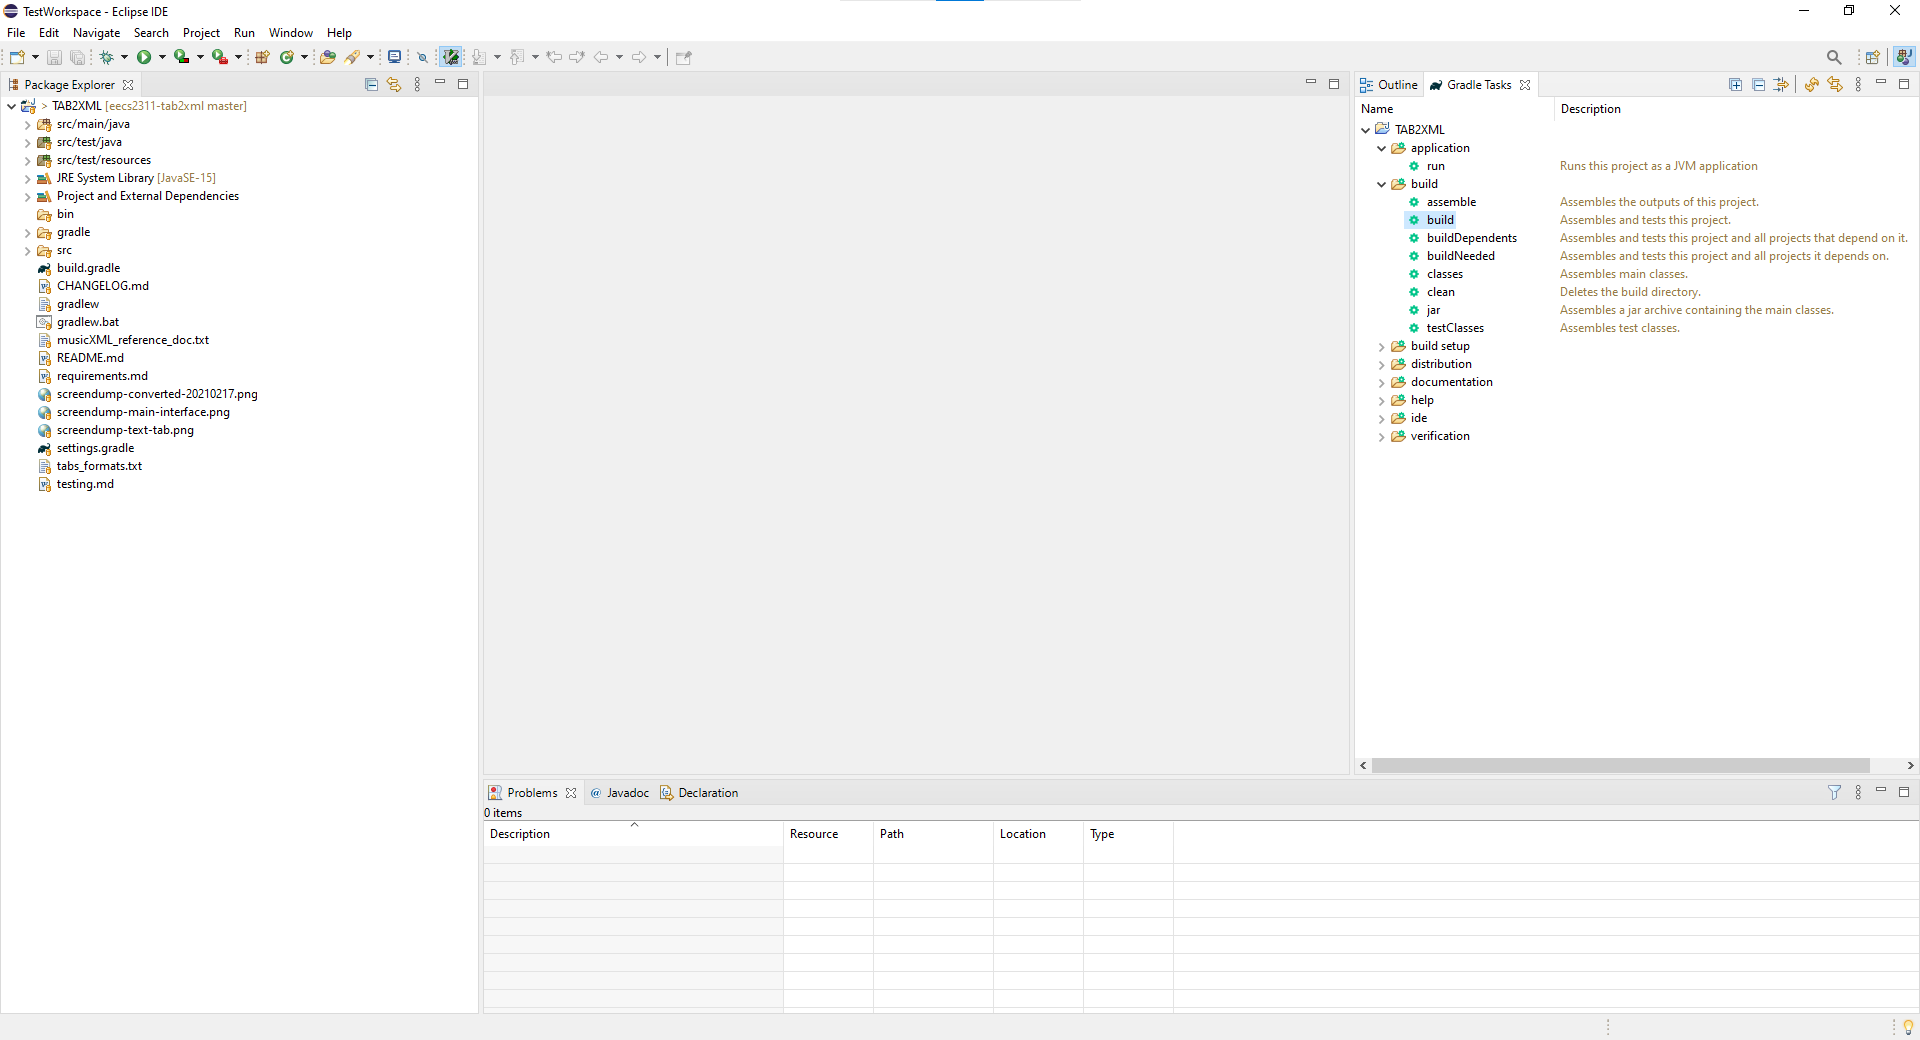 TestWorkspace - Eclipse IDE
File Edit Navigate Search Project Run Window Help
Package Explorer
> TAB2XML [eecs2311-tab2xml master]
src/main/java
src/test/java
src/test/resources
JRE System Library [JavaSE-15]
Project and External Dependencies
bin
gradle
src
build.gradle
CHANGELOG.md
gradlew
gradlew.bat
musicXML_reference_doc.txt
README.md
requirements.md
screendump-converted-20210217.png
screendump-main-interface.png
screendump-text-tab.png
settings.gradle
tabs_formats.txt
testing.md
Outline Gradle Tasks
Name Description
TAB2XML
application
run Runs this project as a JVM application
build
assemble Assembles the outputs of this project.
build Assembles and tests this project.
buildDependents Assembles and tests this project and all projects that depend on it.
buildNeeded Assembles and tests this project and all projects it depends on.
classes Assembles main classes.
clean Deletes the build directory.
jar Assembles a jar archive containing the main classes.
testClasses Assembles test classes.
build setup
distribution
documentation
help
ide
verification
Problems @ Javadoc Declaration
0 items
Description Resource Path Location Type